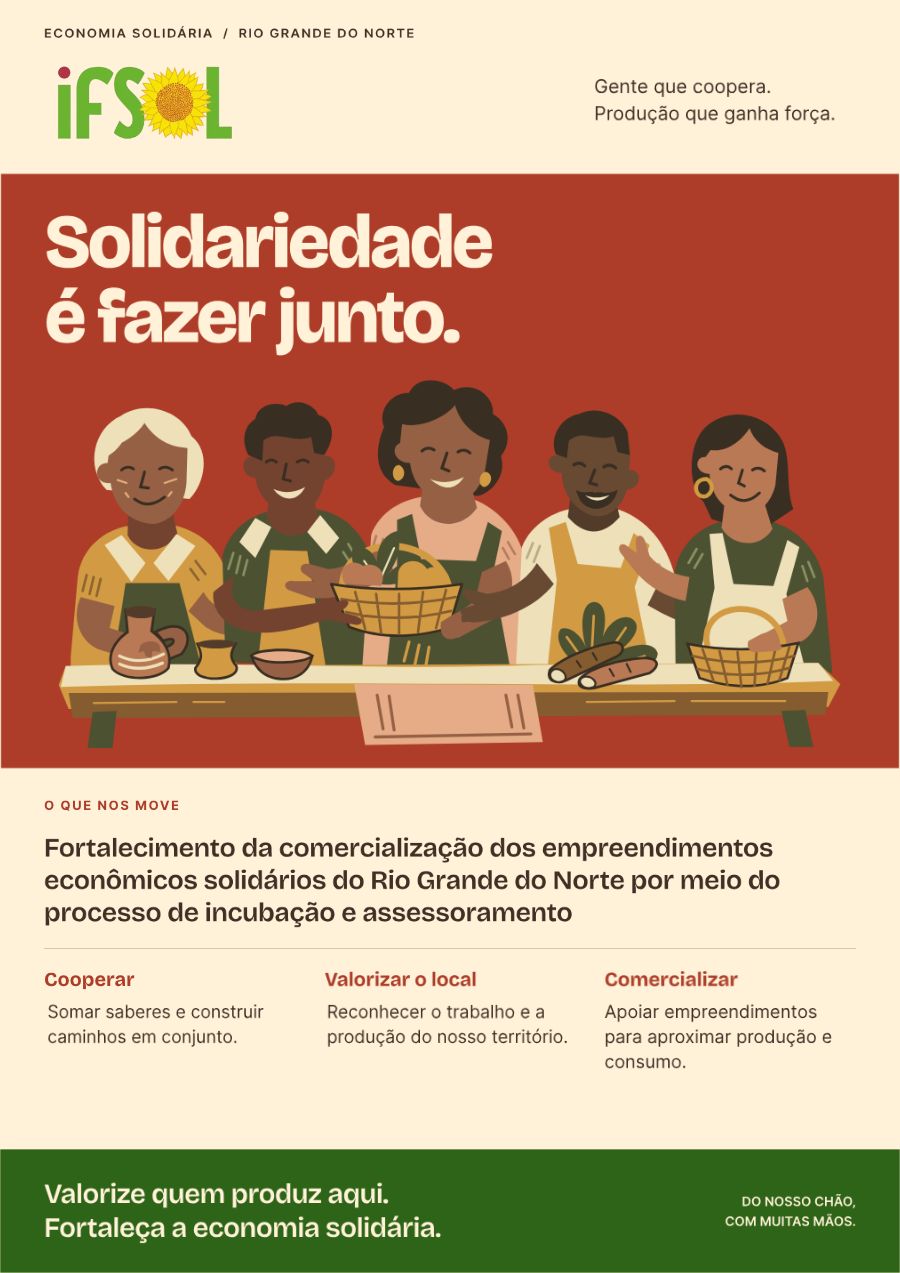 ECONOMIA SOLIDÁRIA / RIO GRANDE DO NORTE
iFSOL
Gente que coopera.
Produção que ganha força.
Solidariedade
é fazer junto.
O QUE NOS MOVE
Fortalecimento da comercialização dos empreendimentos
econômicos solidários do Rio Grande do Norte por meio do
processo de incubação e assessoramento
Cooperar
Somar saberes e construir
caminhos em conjunto.
Valorizar o local
Reconhecer o trabalho e a
produção do nosso território.
Comercializar
Apoiar empreendimentos
para aproximar produção e
consumo.
Valorize quem produz aqui.
Fortaleça a economia solidária.
DO NOSSO CHÃO,
COM MUITAS MÃOS.